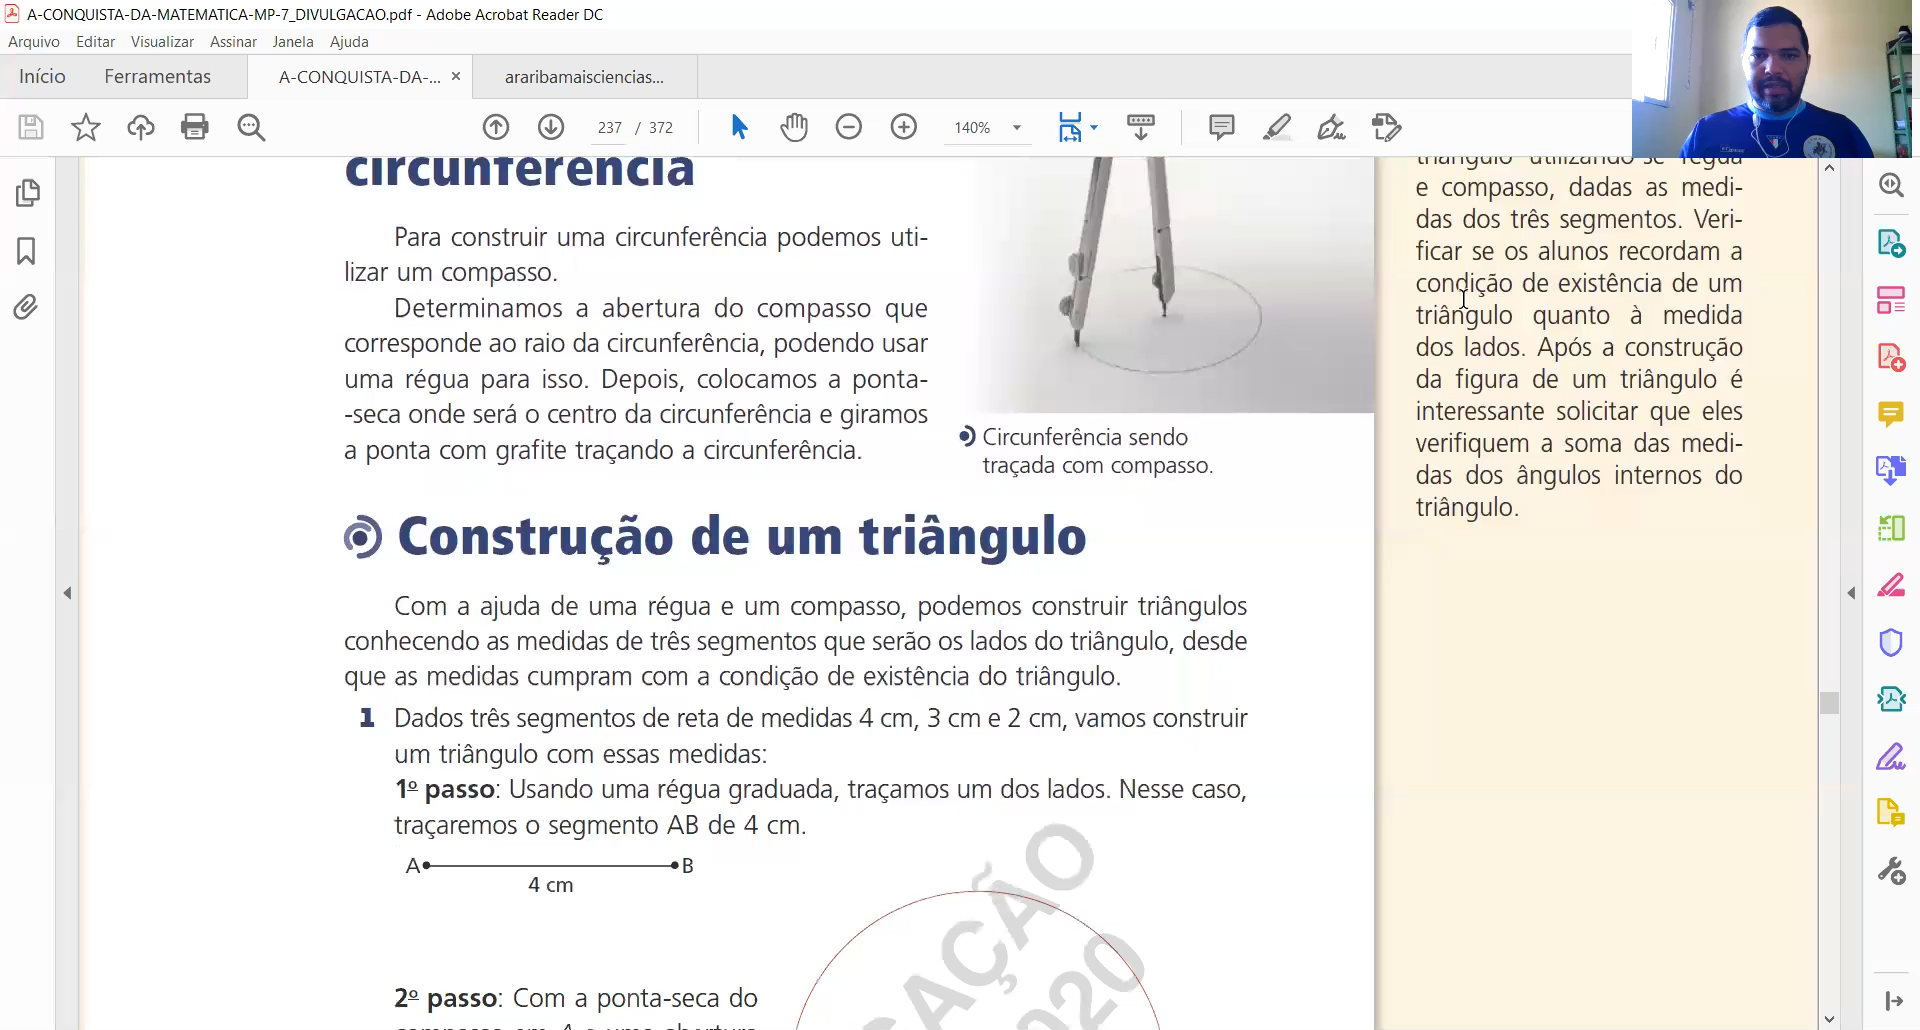 A-CONQUISTA-DA-MATEMATICA-MP-7_DIVULGACAO.pdf - Adobe Acrobat Reader DC
Arquivo Editar Visualizar Assinar Janela Ajuda
Início Ferramentas A-CONQUISTA-DA-... × araribamaisciencias...
237 / 372 140%
circunferência
Para construir uma circunferência podemos uti-
lizar um compasso.
Determinamos a abertura do compasso que
corresponde ao raio da circunferência, podendo usar
uma régua para isso. Depois, colocamos a ponta-
-seca onde será o centro da circunferência e giramos
a ponta com grafite traçando a circunferência.
Circunferência sendo
traçada com compasso.
Construção de um triângulo
Com a ajuda de uma régua e um compasso, podemos construir triângulos
conhecendo as medidas de três segmentos que serão os lados do triângulo, desde
que as medidas cumpram com a condição de existência do triângulo.
1 Dados três segmentos de reta de medidas 4 cm, 3 cm e 2 cm, vamos construir
um triângulo com essas medidas:
1º passo: Usando uma régua graduada, traçamos um dos lados. Nesse caso,
traçaremos o segmento AB de 4 cm.
A B
4 cm
2º passo: Com a ponta-seca do
AÇÃO
020
triângulo utilizando-se régua
e compasso, dadas as medi-
das dos três segmentos. Veri-
ficar se os alunos recordam a
condição de existência de um
triângulo quanto à medida
dos lados. Após a construção
da figura de um triângulo é
interessante solicitar que eles
verifiquem a soma das medi-
das dos ângulos internos do
triângulo.